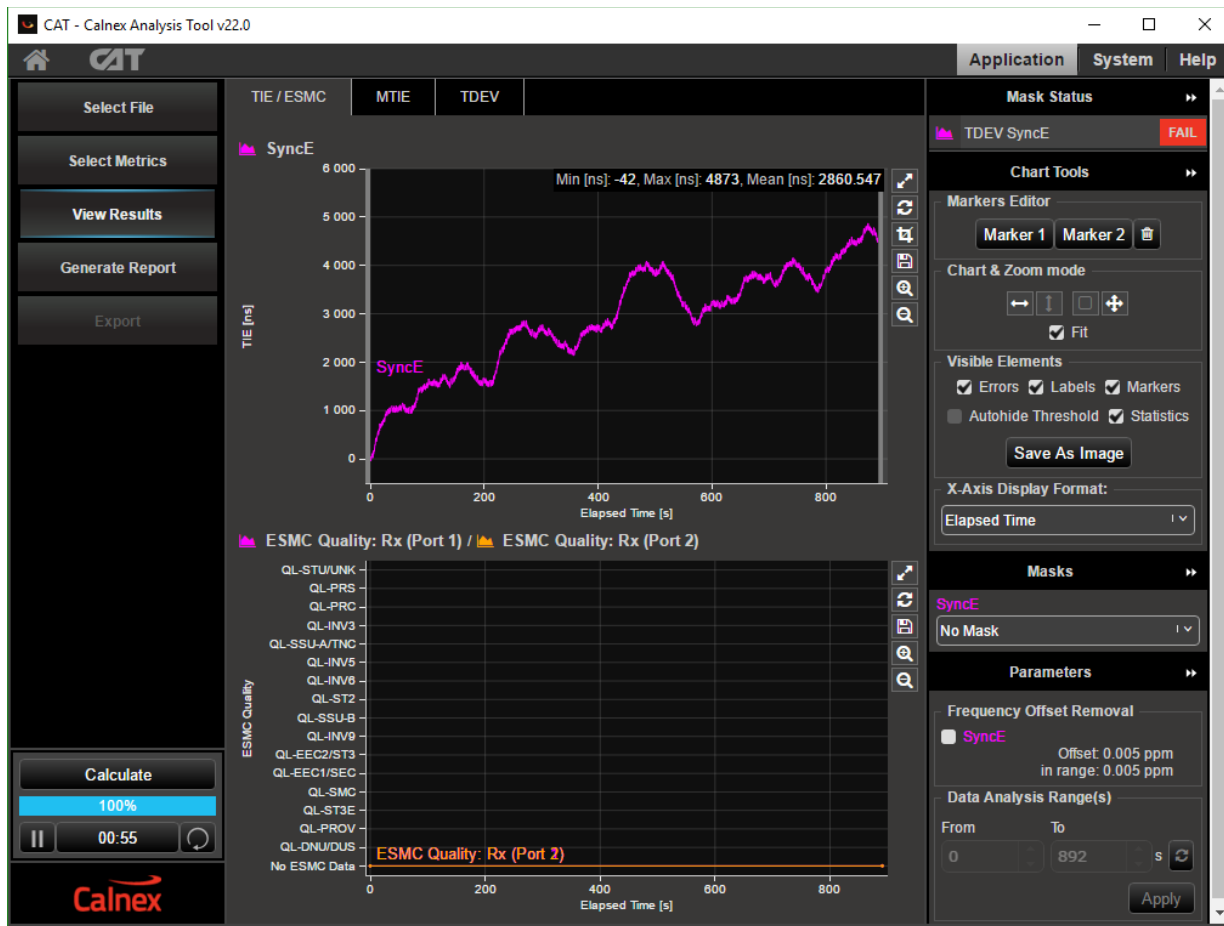 CAT - Calnex Analysis Tool v22.0
CAT
Application System Help
Select File
Select Metrics
View Results
Generate Report
Export
Calculate
100%
00:55
Calnex
TIE / ESMC MTIE TDEV
SyncE
Min [ns]: -42, Max [ns]: 4873, Mean [ns]: 2860.547
6 000
5 000
4 000
3 000
2 000
1 000
0
TIE [ns]
SyncE
0 200 400 600 800
Elapsed Time [s]
ESMC Quality: Rx (Port 1) / ESMC Quality: Rx (Port 2)
QL-STU/UNK
QL-PRS
QL-PRC
QL-INV3
QL-SSU-A/TNC
QL-INV5
QL-INV6
QL-ST2
QL-SSU-B
QL-INV9
QL-EEC2/ST3
QL-EEC1/SEC
QL-SMC
QL-ST3E
QL-PROV
QL-DNU/DUS
No ESMC Data
ESMC Quality
ESMC Quality: Rx (Port 2)
0 200 400 600 800
Elapsed Time [s]
Mask Status
TDEV SyncE FAIL
Chart Tools
Markers Editor
Marker 1 Marker 2
Chart & Zoom mode
Fit
Visible Elements
Errors Labels Markers
Autohide Threshold Statistics
Save As Image
X-Axis Display Format:
Elapsed Time
Masks
SyncE
No Mask
Parameters
Frequency Offset Removal
SyncE
Offset: 0.005 ppm
in range: 0.005 ppm
Data Analysis Range(s)
From To
0 892 s
Apply